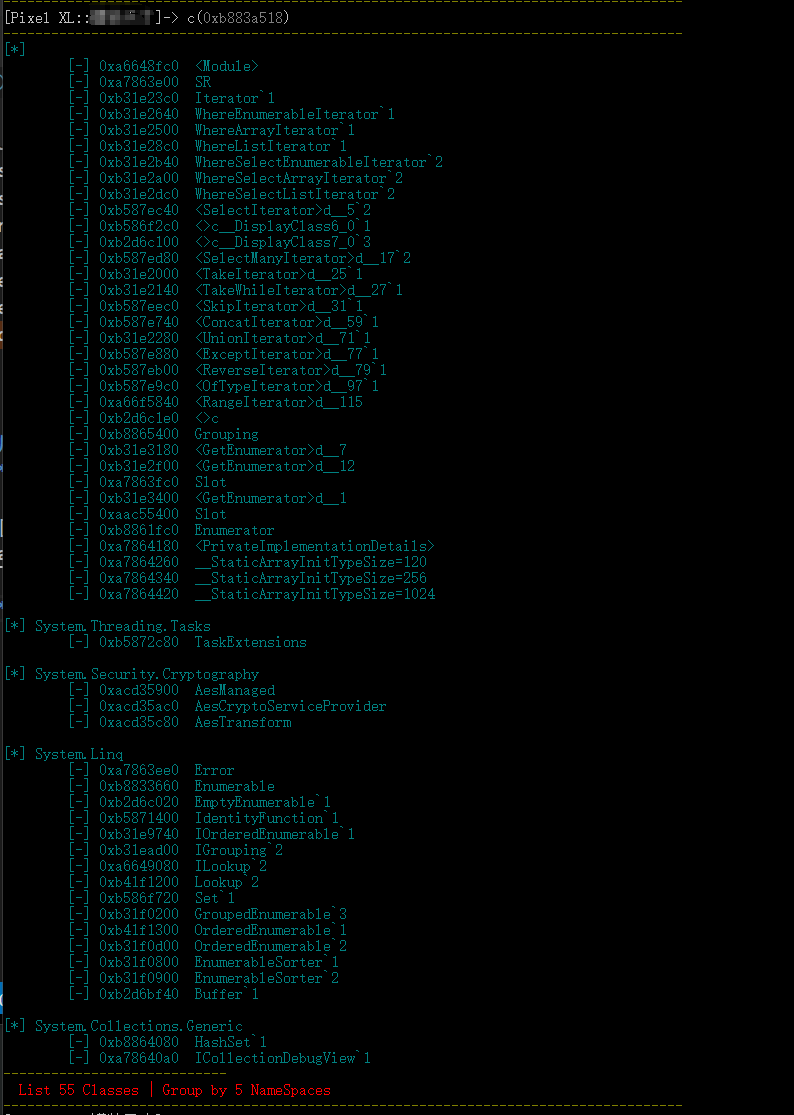 [Pixel XL::]-> c(0xb883a518)
[*]
[-] 0xa6648fc0 <Module>
[-] 0xa7863e00 SR
[-] 0xb31e23c0 Iterator`1
[-] 0xb31e2640 WhereEnumerableIterator`1
[-] 0xb31e2500 WhereArrayIterator`1
[-] 0xb31e28c0 WhereListIterator`1
[-] 0xb31e2b40 WhereSelectEnumerableIterator`2
[-] 0xb31e2a00 WhereSelectArrayIterator`2
[-] 0xb31e2dc0 WhereSelectListIterator`2
[-] 0xb587ec40 <SelectIterator>d__5`2
[-] 0xb586f2c0 <>c__DisplayClass6_0`1
[-] 0xb2d6c100 <>c__DisplayClass7_0`3
[-] 0xb587ed80 <SelectManyIterator>d__17`2
[-] 0xb31e2000 <TakeIterator>d__25`1
[-] 0xb31e2140 <TakeWhileIterator>d__27`1
[-] 0xb587eec0 <SkipIterator>d__31`1
[-] 0xb587e740 <ConcatIterator>d__59`1
[-] 0xb31e2280 <UnionIterator>d__71`1
[-] 0xb587e880 <ExceptIterator>d__77`1
[-] 0xb587eb00 <ReverseIterator>d__79`1
[-] 0xb587e9c0 <OfTypeIterator>d__97`1
[-] 0xa66f5840 <RangeIterator>d__115
[-] 0xb2d6c1e0 <>c
[-] 0xb8865400 Grouping
[-] 0xb31e3180 <GetEnumerator>d__7
[-] 0xb31e2f00 <GetEnumerator>d__12
[-] 0xa7863fc0 Slot
[-] 0xb31e3400 <GetEnumerator>d__1
[-] 0xaac55400 Slot
[-] 0xb8861fc0 Enumerator
[-] 0xa7864180 <PrivateImplementationDetails>
[-] 0xa7864260 __StaticArrayInitTypeSize=120
[-] 0xa7864340 __StaticArrayInitTypeSize=256
[-] 0xa7864420 __StaticArrayInitTypeSize=1024
[*] System.Threading.Tasks
[-] 0xb5872c80 TaskExtensions
[*] System.Security.Cryptography
[-] 0xacd35900 AesManaged
[-] 0xacd35ac0 AesCryptoServiceProvider
[-] 0xacd35c80 AesTransform
[*] System.Linq
[-] 0xa7863ee0 Error
[-] 0xb8833660 Enumerable
[-] 0xb2d6c020 EmptyEnumerable`1
[-] 0xb5871400 IdentityFunction`1
[-] 0xb31e9740 IOrderedEnumerable`1
[-] 0xb31ead00 IGrouping`2
[-] 0xa6649080 ILookup`2
[-] 0xb41f1200 Lookup`2
[-] 0xb586f720 Set`1
[-] 0xb31f0200 GroupedEnumerable`3
[-] 0xb41f1300 OrderedEnumerable`1
[-] 0xb31f0d00 OrderedEnumerable`2
[-] 0xb31f0800 EnumerableSorter`1
[-] 0xb31f0900 EnumerableSorter`2
[-] 0xb2d6bf40 Buffer`1
[*] System.Collections.Generic
[-] 0xb8864080 HashSet`1
[-] 0xa78640a0 ICollectionDebugView`1
List 55 Classes | Group by 5 NameSpaces